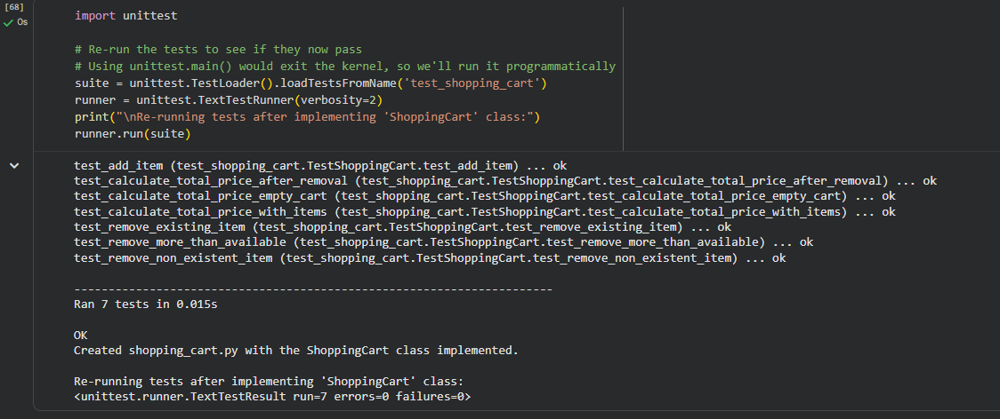 [68]
0s
import unittest
# Re-run the tests to see if they now pass
# Using unittest.main() would exit the kernel, so we'll run it programmatically
suite = unittest.TestLoader().loadTestsFromName('test_shopping_cart')
runner = unittest.TextTestRunner(verbosity=2)
print("\nRe-running tests after implementing 'ShoppingCart' class:")
runner.run(suite)
test_add_item (test_shopping_cart.TestShoppingCart.test_add_item) ... ok
test_calculate_total_price_after_removal (test_shopping_cart.TestShoppingCart.test_calculate_total_price_after_removal) ... ok
test_calculate_total_price_empty_cart (test_shopping_cart.TestShoppingCart.test_calculate_total_price_empty_cart) ... ok
test_calculate_total_price_with_items (test_shopping_cart.TestShoppingCart.test_calculate_total_price_with_items) ... ok
test_remove_existing_item (test_shopping_cart.TestShoppingCart.test_remove_existing_item) ... ok
test_remove_more_than_available (test_shopping_cart.TestShoppingCart.test_remove_more_than_available) ... ok
test_remove_non_existent_item (test_shopping_cart.TestShoppingCart.test_remove_non_existent_item) ... ok
----------------------------------------------------------------------
Ran 7 tests in 0.015s
OK
Created shopping_cart.py with the ShoppingCart class implemented.
Re-running tests after implementing 'ShoppingCart' class:
<unittest.runner.TextTestResult run=7 errors=0 failures=0>